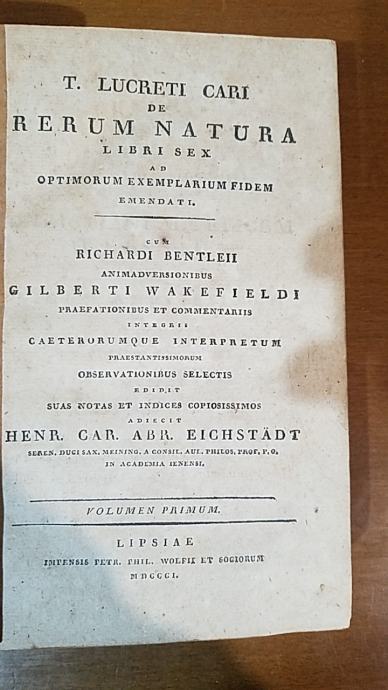 T. LUCRETI CARI
DE
RERUM NATURA
LIBRI SEX
AD
OPTIMORUM EXEMPLARIUM FIDEM
EMENDATI.
CUM
RICHARDI BENTLEII
ANIMADVERSIONIBUS
GILBERTI WAKEFIELDI
PRAEFATIONIBUS ET COMMENTARIIS
INTEGRIS
CAETERORUMQUE INTERPRETUM
PRAESTANTISSIMORUM
OBSERVATIONIBUS SELECTIS
EDIDIT
SUAS NOTAS ET INDICES COPIOSISSIMOS
ADIECIT
HENR. CAR. ABR. EICHSTÄDT
SEREN. DUCI SAX. MEINING. A CONSIL. AUL. PHILOS. PROF. P. O.
IN ACADEMIA IENENSI.
VOLUMEN PRIMUM.
LIPSIAE
IMPENSIS PETR. PHIL. WOLFII ET SOCIORUM
MDCCCI.